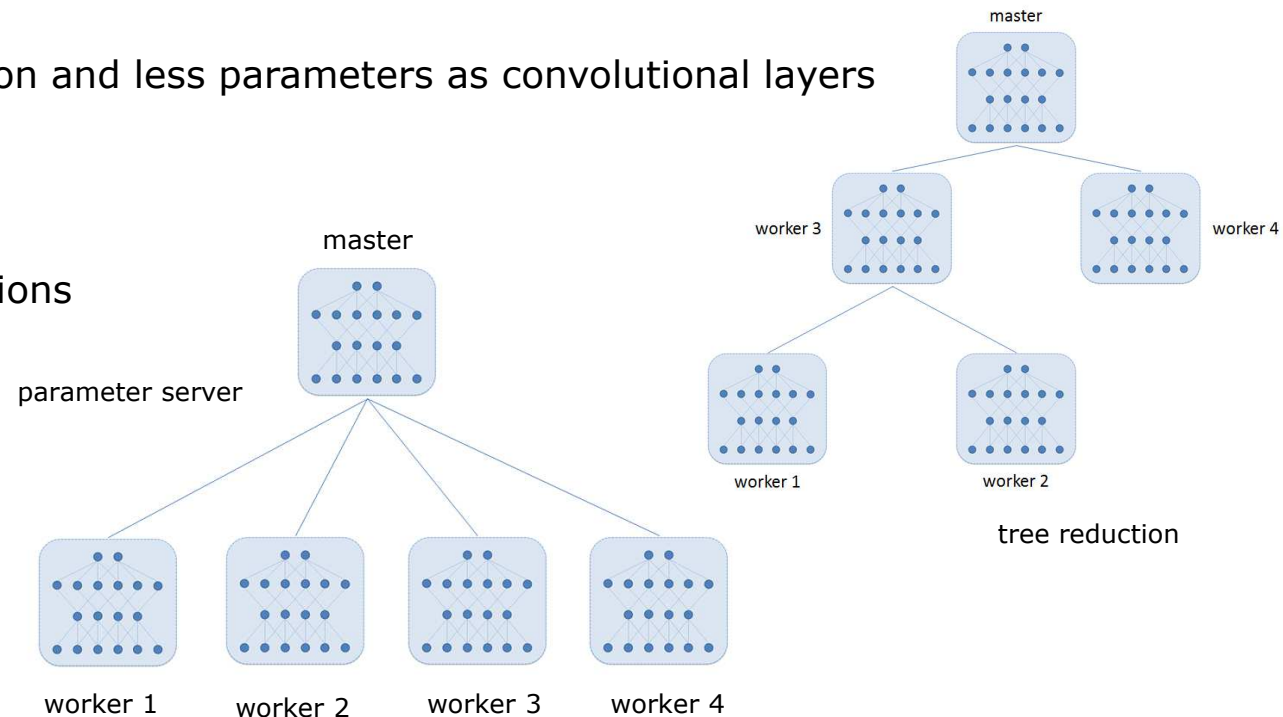 on and less parameters as convolutional layers
ions
parameter server
master
worker 1
worker 2
worker 3
worker 4
master
worker 3
worker 4
worker 1
worker 2
tree reduction